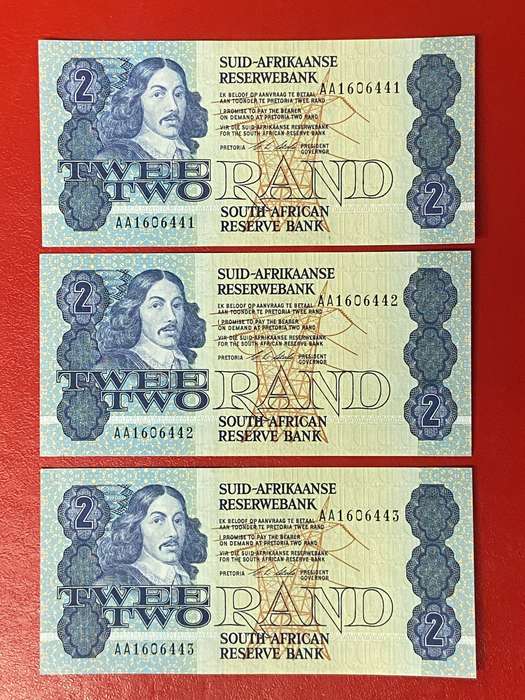 2
SUID-AFRIKAANSE
RESERWEBANK
AA1606441
EK BELOOF OP AANVRAAG TE BETAAL
AAN TOONDER TE PRETORIA TWEE RAND
I PROMISE TO PAY THE BEARER
ON DEMAND AT PRETORIA TWO RAND
VIR DIE SUID-AFRIKAANSE RESERWEBANK
FOR THE SOUTH AFRICAN RESERVE BANK
PRETORIA PRESIDENT
GOVERNOR
TWEE
TWO RAND
2
AA1606441
SOUTH AFRICAN
RESERVE BANK
2
SUID-AFRIKAANSE
RESERWEBANK
AA1606442
EK BELOOF OP AANVRAAG TE BETAAL
AAN TOONDER TE PRETORIA TWEE RAND
I PROMISE TO PAY THE BEARER
ON DEMAND AT PRETORIA TWO RAND
VIR DIE SUID-AFRIKAANSE RESERWEBANK
FOR THE SOUTH AFRICAN RESERVE BANK
PRETORIA PRESIDENT
GOVERNOR
TWEE
TWO RAND
2
AA1606442
SOUTH AFRICAN
RESERVE BANK
2
SUID-AFRIKAANSE
RESERWEBANK
AA1606443
EK BELOOF OP AANVRAAG TE BETAAL
AAN TOONDER TE PRETORIA TWEE RAND
I PROMISE TO PAY THE BEARER
ON DEMAND AT PRETORIA TWO RAND
VIR DIE SUID-AFRIKAANSE RESERWEBANK
FOR THE SOUTH AFRICAN RESERVE BANK
PRETORIA PRESIDENT
GOVERNOR
TWEE
TWO RAND
2
AA1606443
SOUTH AFRICAN
RESERVE BANK